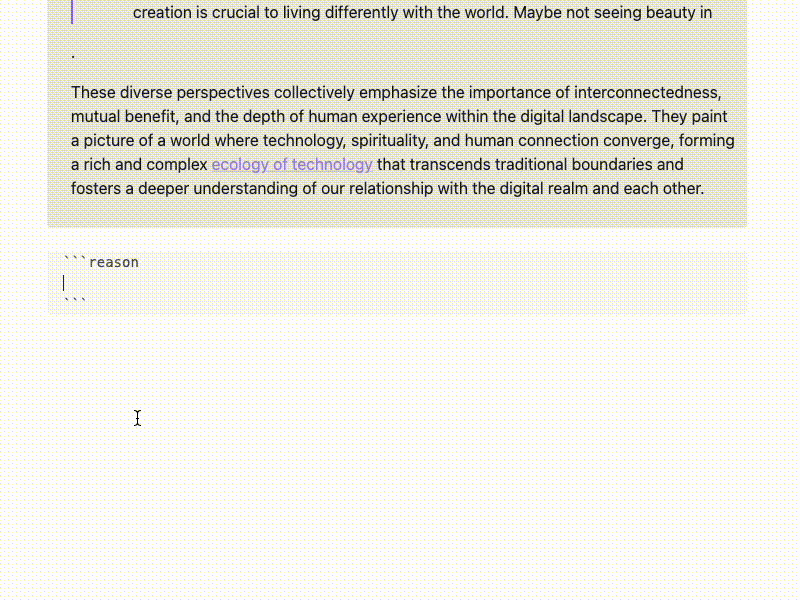 creation is crucial to living differently with the world. Maybe not seeing beauty in
.
These diverse perspectives collectively emphasize the importance of interconnectedness,
mutual benefit, and the depth of human experience within the digital landscape. They paint
a picture of a world where technology, spirituality, and human connection converge, forming
a rich and complex ecology of technology that transcends traditional boundaries and
fosters a deeper understanding of our relationship with the digital realm and each other.
```reason
```